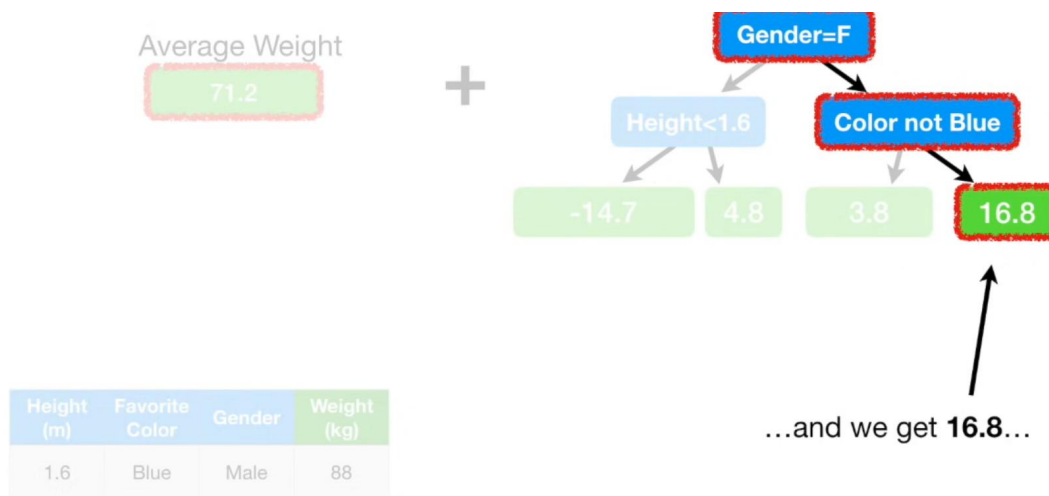 Average Weight
71.2
+
Gender=F
Height<1.6
Color not Blue
-14.7
4.8
3.8
16.8
Height (m) Favorite Color Gender Weight (kg)
1.6 Blue Male 88
…and we get 16.8…